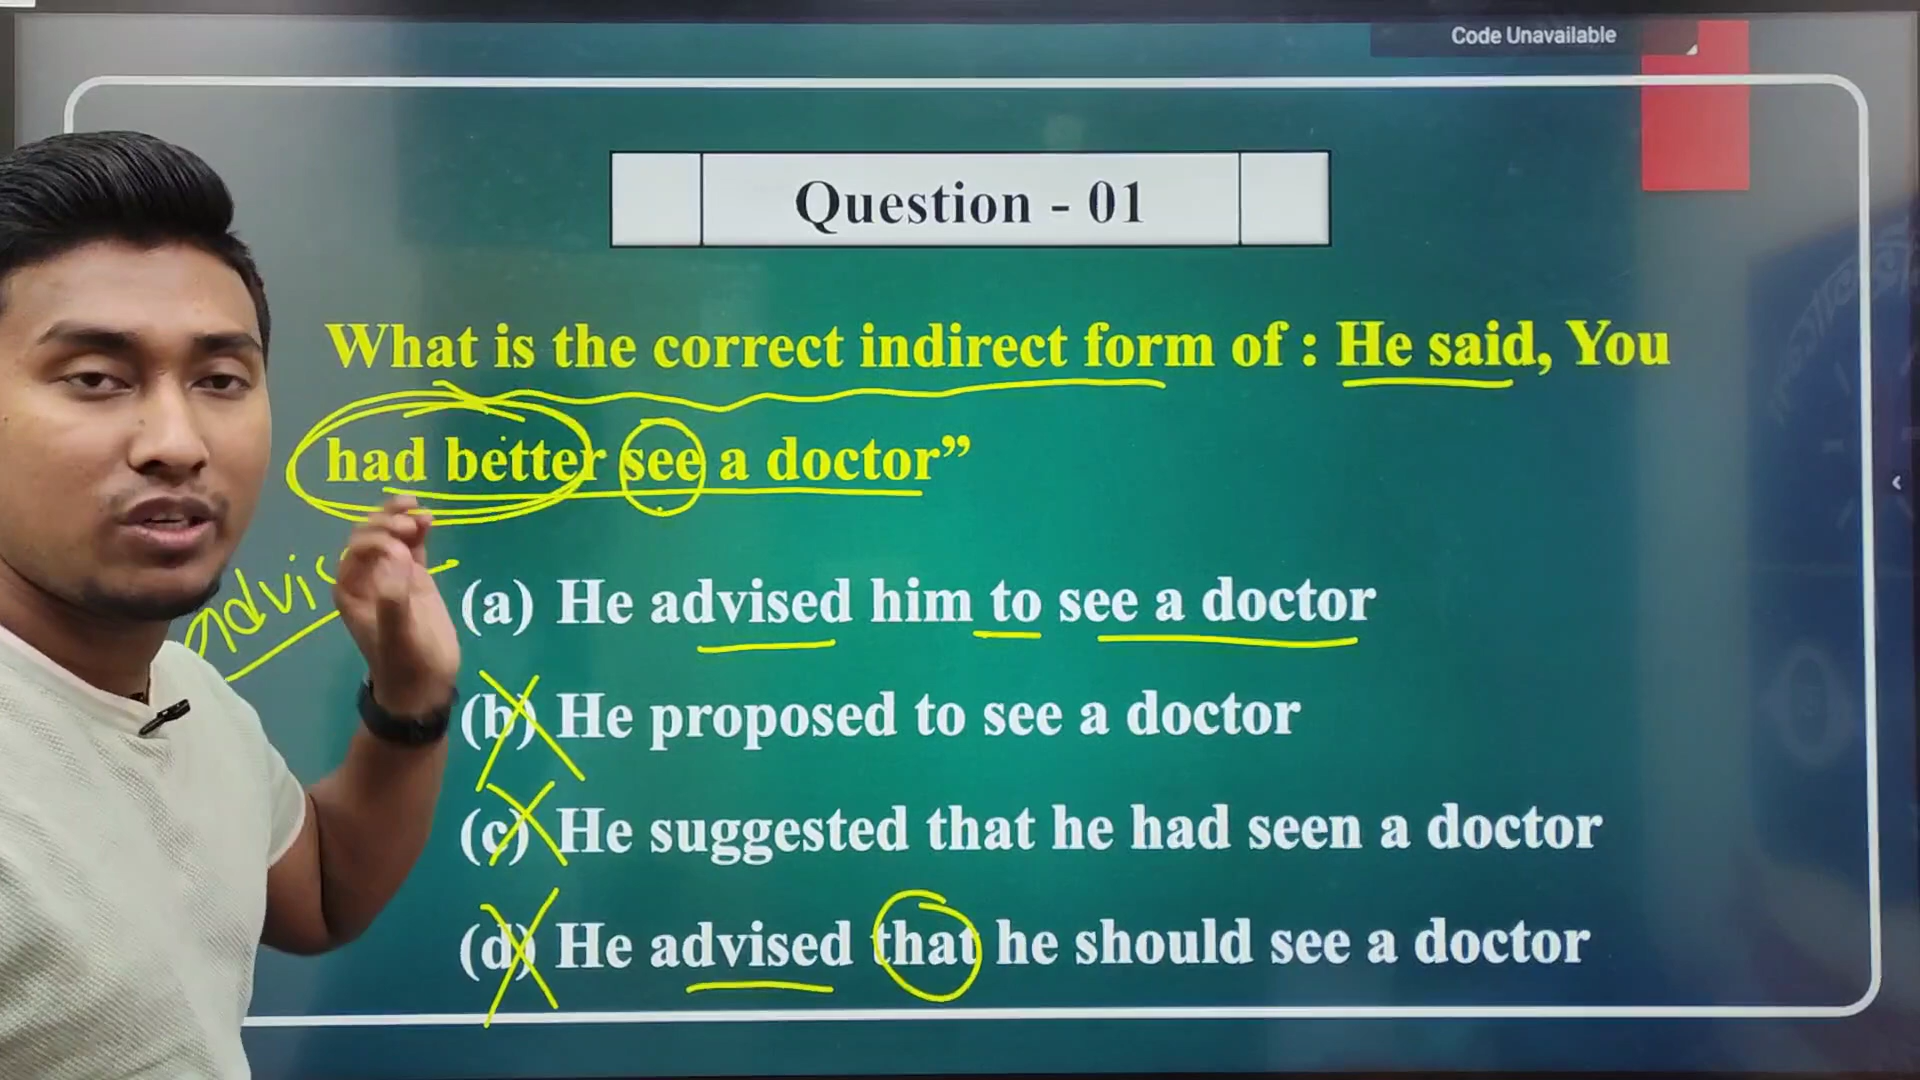 Code Unavailable
Question - 01
What is the correct indirect form of : He said, You
had better see a doctor”
(a) He advised him to see a doctor
(b) He proposed to see a doctor
(c) He suggested that he had seen a doctor
(d) He advised that he should see a doctor